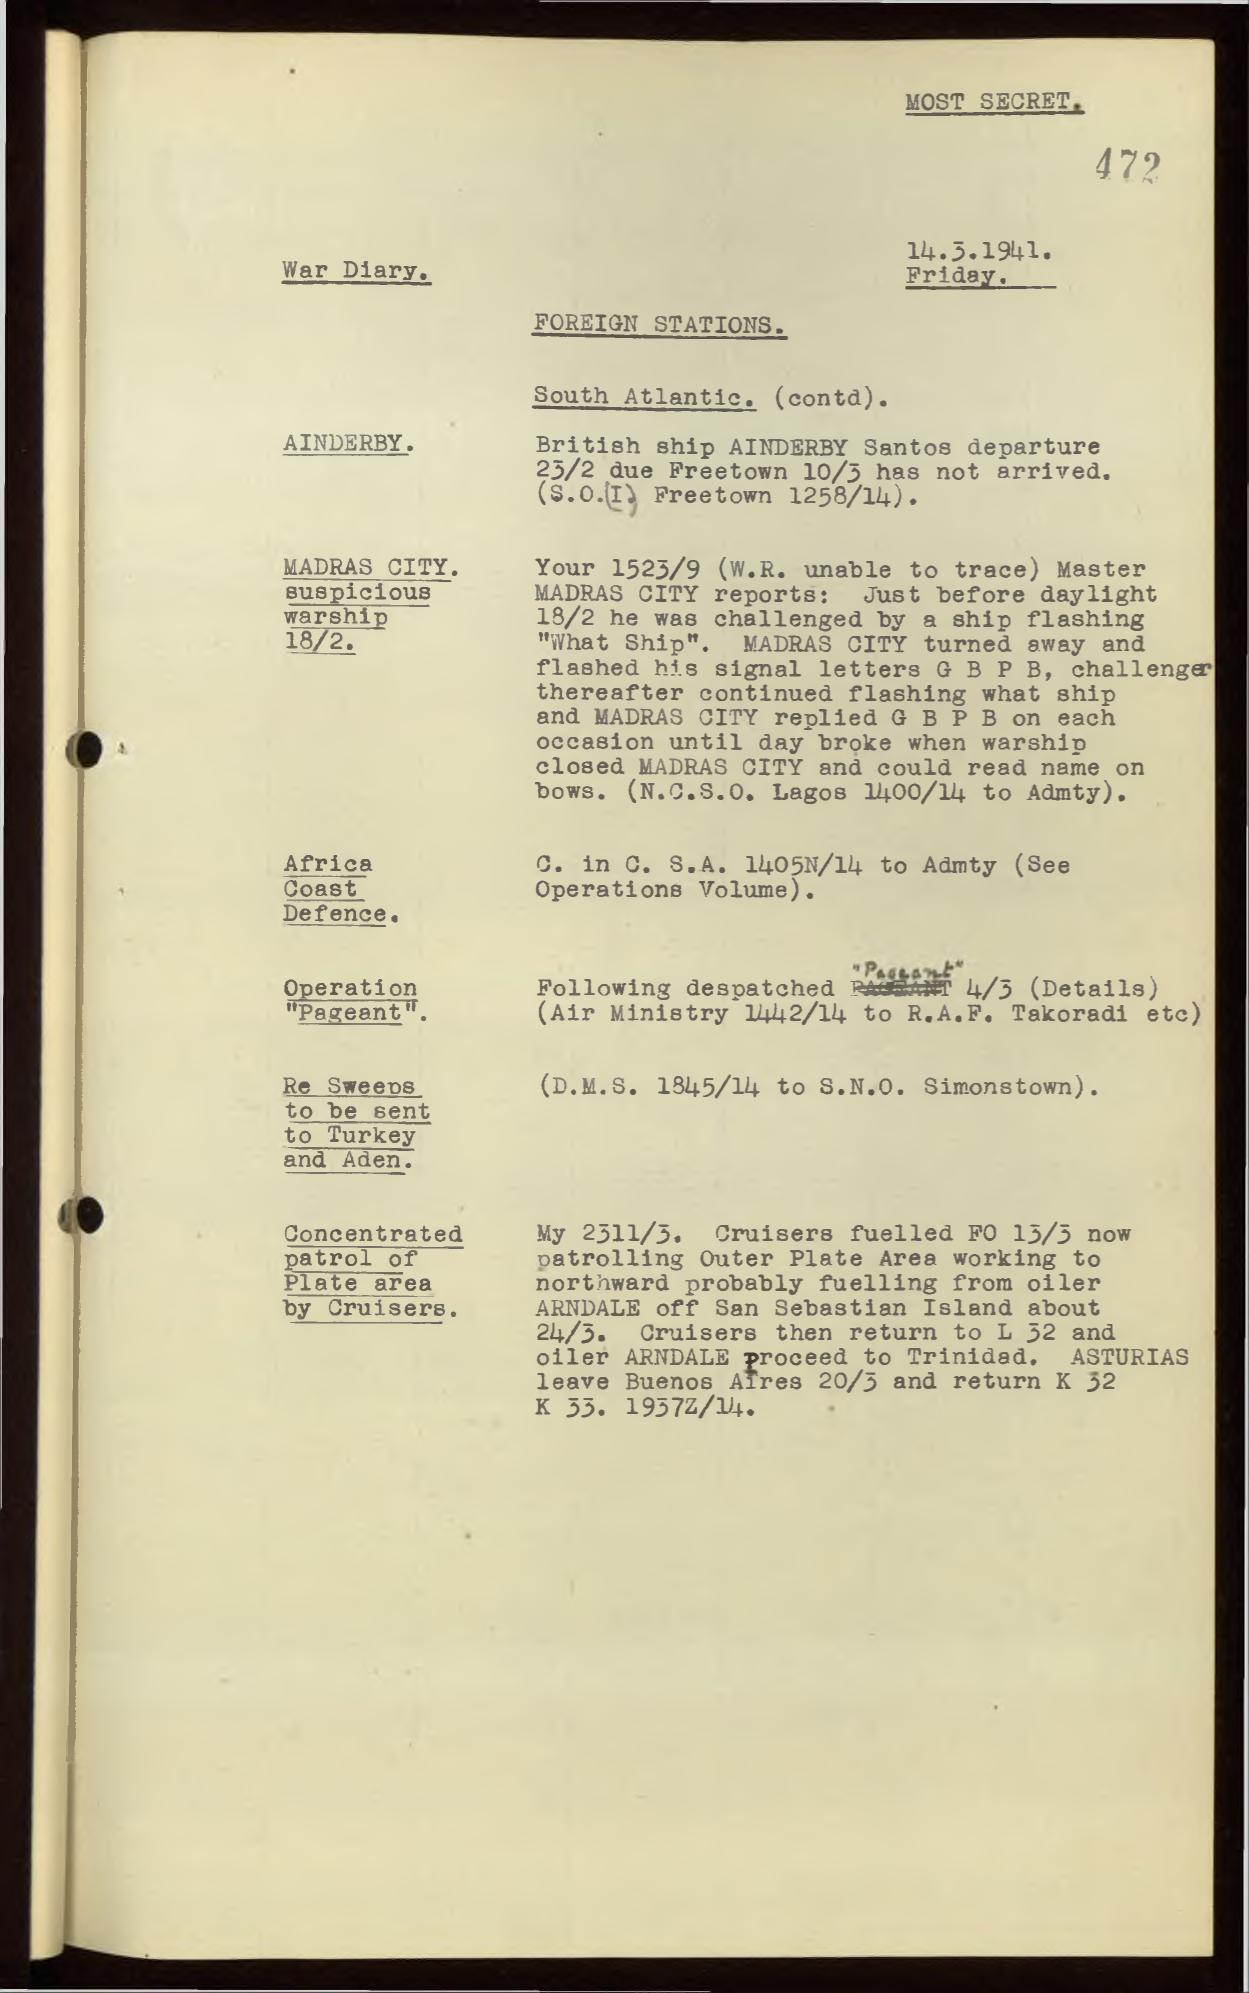 MOST SECRET.
472
14.3.1941.
War Diary.
Friday.
FOREIGN STATIONS.
South Atlantic. (contd).
AINDERBY.
British ship AINDERBY Santos departure
23/2 due Freetown 10/3 has not arrived.
(S.O.(I) Freetown 1258/14).
MADRAS CITY.
suspicious
warship
18/2.
Your 1523/9 (W.R. unable to trace) Master
MADRAS CITY reports: Just before daylight
18/2 he was challenged by a ship flashing
"What Ship". MADRAS CITY turned away and
flashed his signal letters G B P B, challenger
thereafter continued flashing what ship
and MADRAS CITY replied G B P B on each
occasion until day broke when warship
closed MADRAS CITY and could read name on
bows. (N.C.S.O. Lagos 1400/14 to Admty).
Africa
Coast
Defence.
C. in C. S.A. 1405N/14 to Admty (See
Operations Volume).
Operation
"Pageant".
"Pageant"
Following despatched PAGEANT 4/3 (Details)
(Air Ministry 1442/14 to R.A.F. Takoradi etc)
Re Sweeps
to be sent
to Turkey
and Aden.
(D.M.S. 1845/14 to S.N.O. Simonstown).
Concentrated
patrol of
Plate area
by Cruisers.
My 2311/3. Cruisers fuelled FO 13/3 now
patrolling Outer Plate Area working to
northward probably fuelling from oiler
ARNDALE off San Sebastian Island about
24/3. Cruisers then return to L 32 and
oiler ARNDALE proceed to Trinidad. ASTURIAS
leave Buenos Aires 20/3 and return K 32
K 33. 1937Z/14.